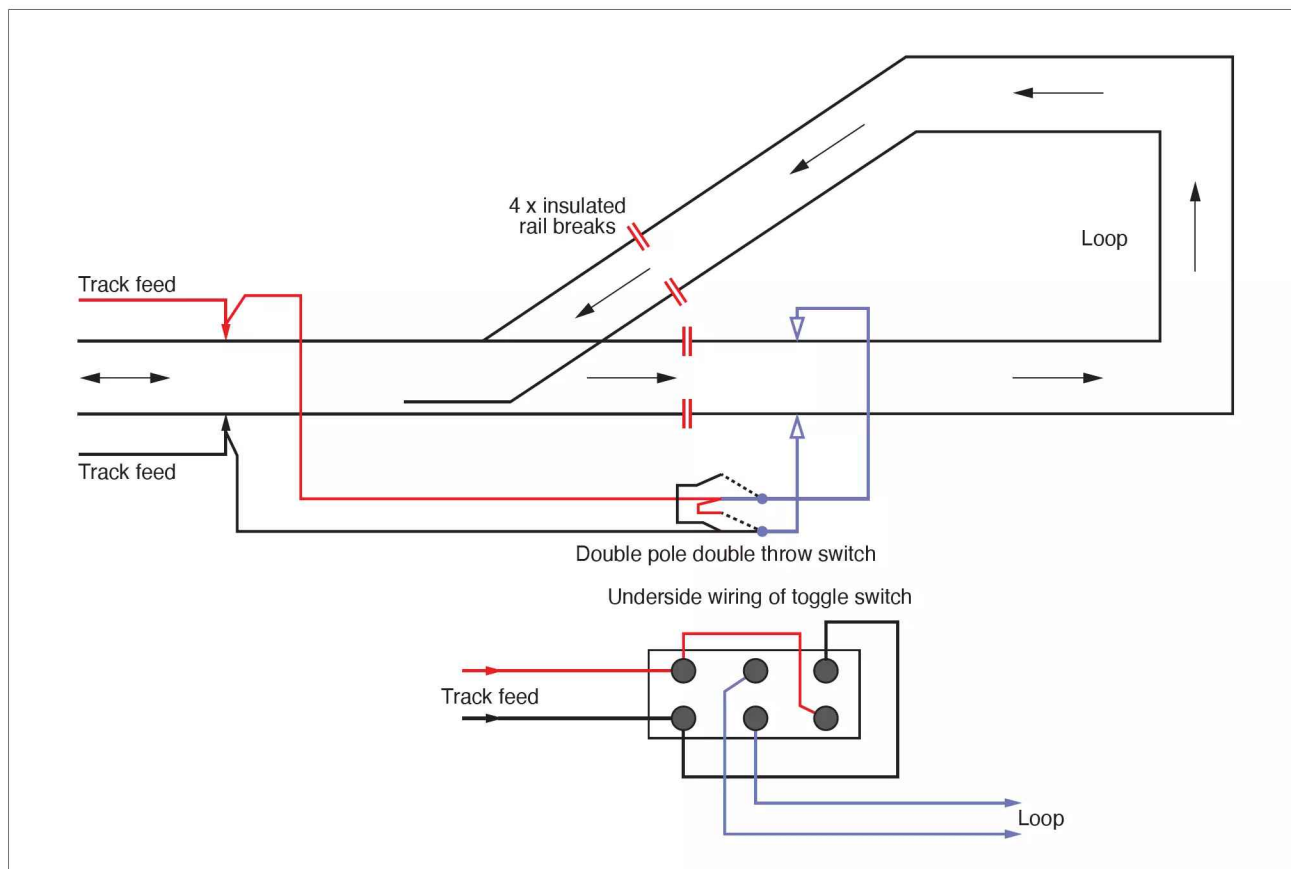 4 x insulated
rail breaks
Loop
Track feed
Track feed
Double pole double throw switch
Underside wiring of toggle switch
Track feed
Loop